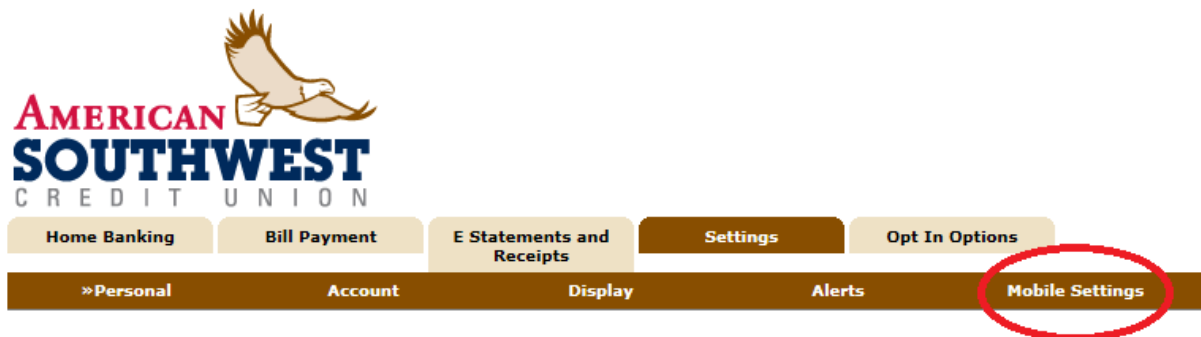 AMERICAN
SOUTHWEST
CREDIT UNION
Home Banking
Bill Payment
E Statements and
Receipts
Settings
Opt In Options
»Personal
Account
Display
Alerts
Mobile Settings